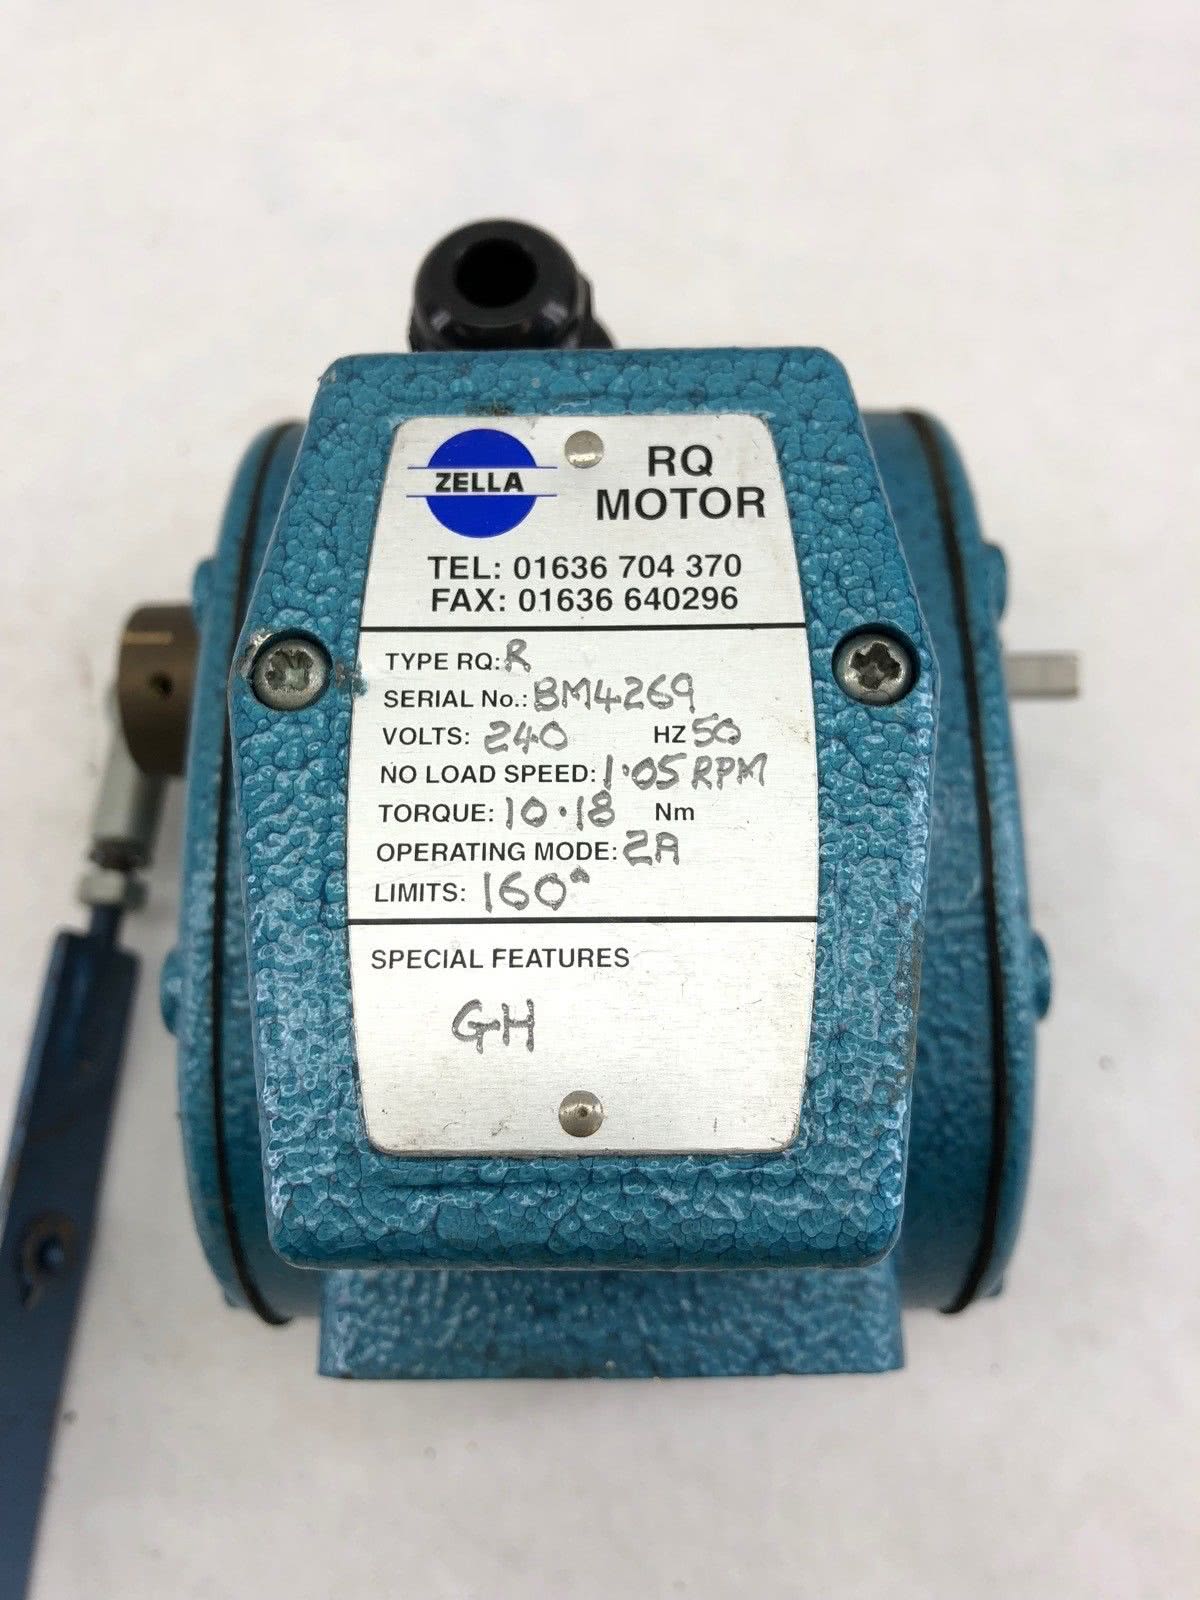 ZELLA
RQ
MOTOR
TEL: 01636 704 370
FAX: 01636 640296
TYPE RQ: R
SERIAL No.: BM4269
VOLTS: 240 HZ 50
NO LOAD SPEED: 1.05 RPM
TORQUE: 10.18 Nm
OPERATING MODE: 2A
LIMITS: 160°
SPECIAL FEATURES
GH